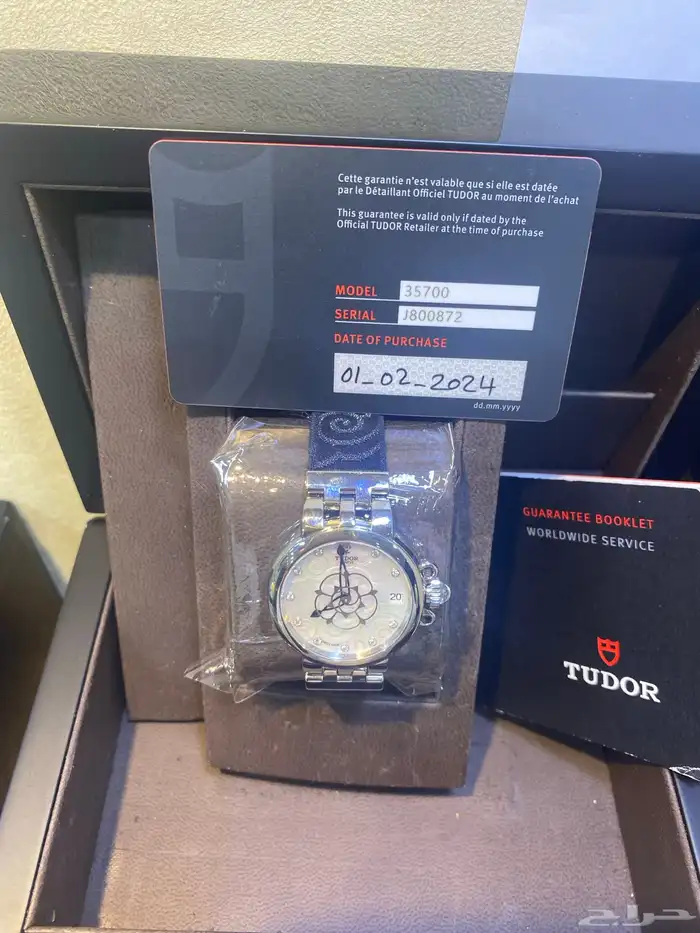 Cette garantie n'est valable que si elle est datée
par le Détaillant Officiel TUDOR au moment de l'achat
This guarantee is valid only if dated by the
Official TUDOR Retailer at the time of purchase
MODEL 35700
SERIAL J800872
DATE OF PURCHASE
01_02_2024
dd.mm.yyyy
TUDOR
20
GUARANTEE BOOKLET
WORLDWIDE SERVICE
TUDOR
حراج